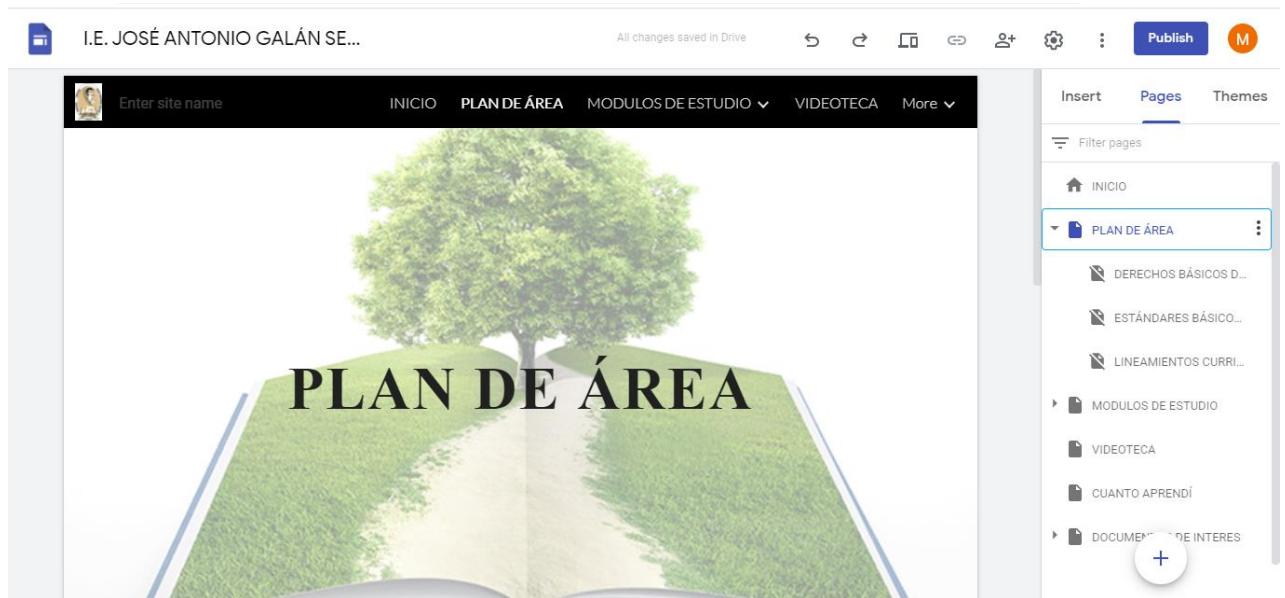 I.E. JOSÉ ANTONIO GALÁN SE...
All changes saved in Drive
Publish
M
Enter site name
INICIO PLAN DE ÁREA MODULOS DE ESTUDIO VIDEOTECA More
PLAN DE ÁREA
Insert Pages Themes
Filter pages
INICIO
PLAN DE ÁREA
DERECHOS BÁSICOS D...
ESTÁNDARES BÁSICO...
LINEAMIENTOS CURRI...
MODULOS DE ESTUDIO
VIDEOTECA
CUANTO APRENDÍ
DE INTERES